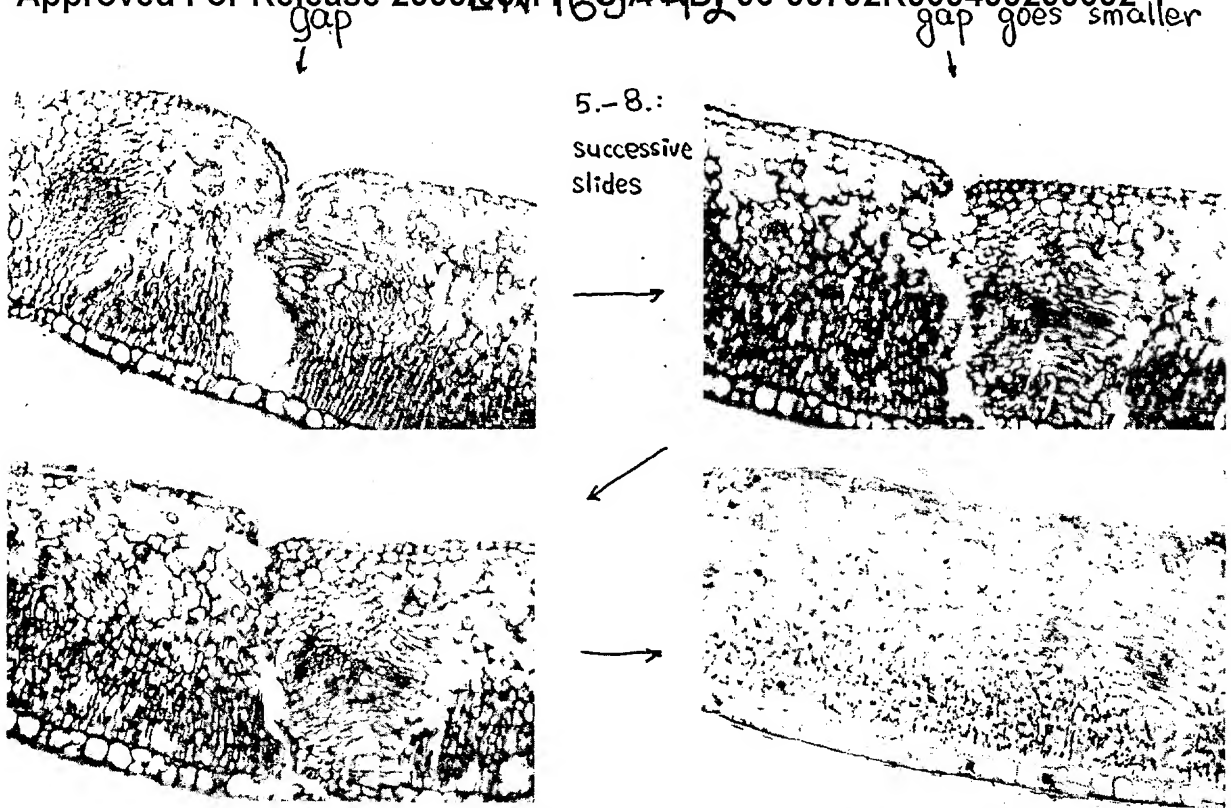 Approved For Release
gap
gap goes smaller
5.-8.:
successive
slides